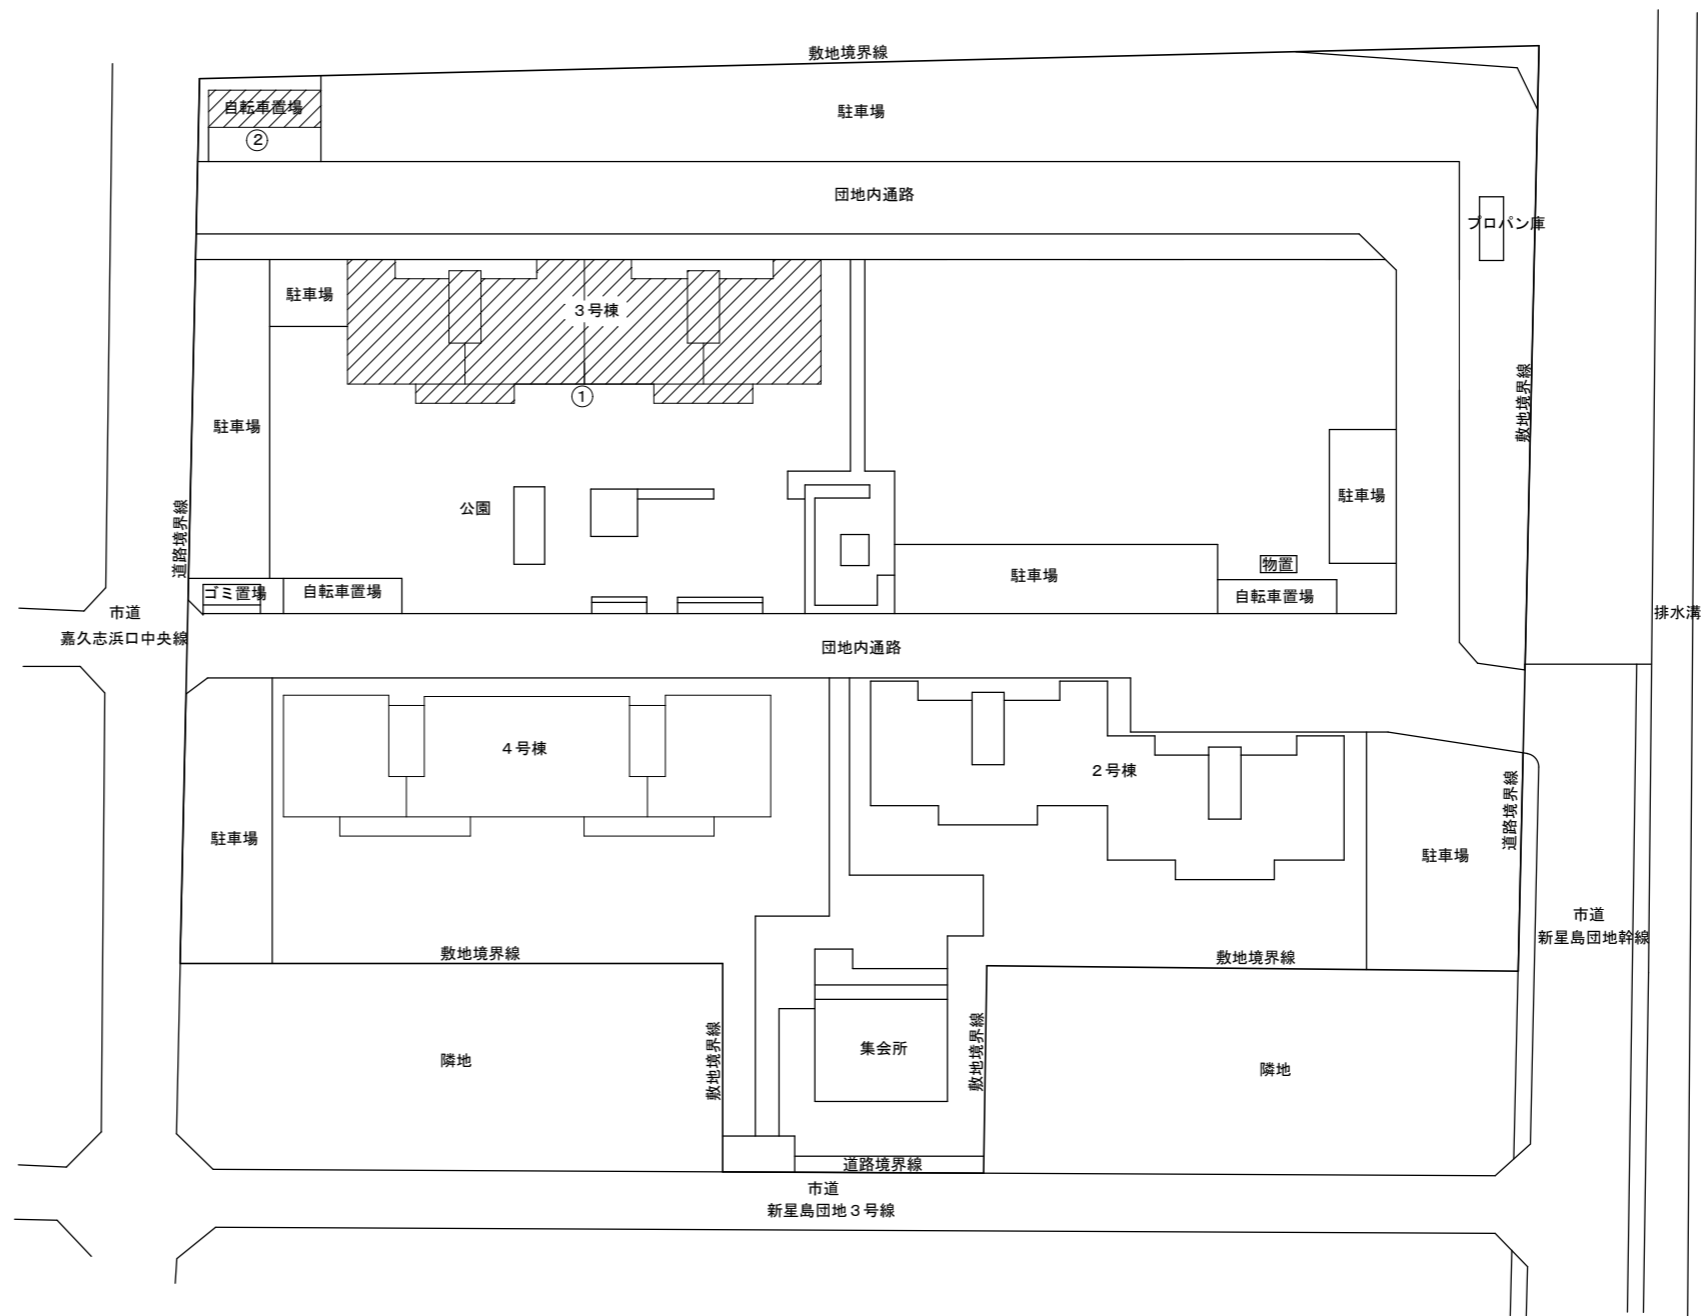 敷地境界線
自転車置場
②
駐車場
団地内通路
プロパン庫
駐車場
３号棟
①
駐車場
敷地境界線
公園
駐車場
道路境界線
物置
駐車場
ゴミ置場
自転車置場
自転車置場
市道
嘉久志浜口中央線
排水溝
団地内通路
４号棟
２号棟
道路境界線
駐車場
駐車場
市道
新星島団地幹線
敷地境界線
敷地境界線
敷地境界線
敷地境界線
集会所
隣地
隣地
道路境界線
市道
新星島団地３号線